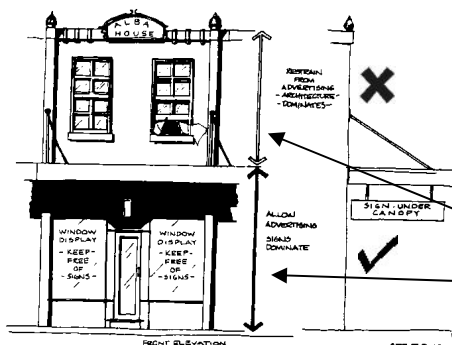 ALBA
HOUSE
RESTRAIN
FROM
ADVERTISING
- ARCHITECTURE -
- DOMINATES -
SIGN - UNDER
CANOPY
ALLOW
ADVERTISING
SIGNS
DOMINATE
WINDOW
DISPLAY
- KEEP -
FREE
OF
- SIGNS -
WINDOW
DISPLAY
- KEEP -
FREE
OF
- SIGNS -
FRONT ELEVATION